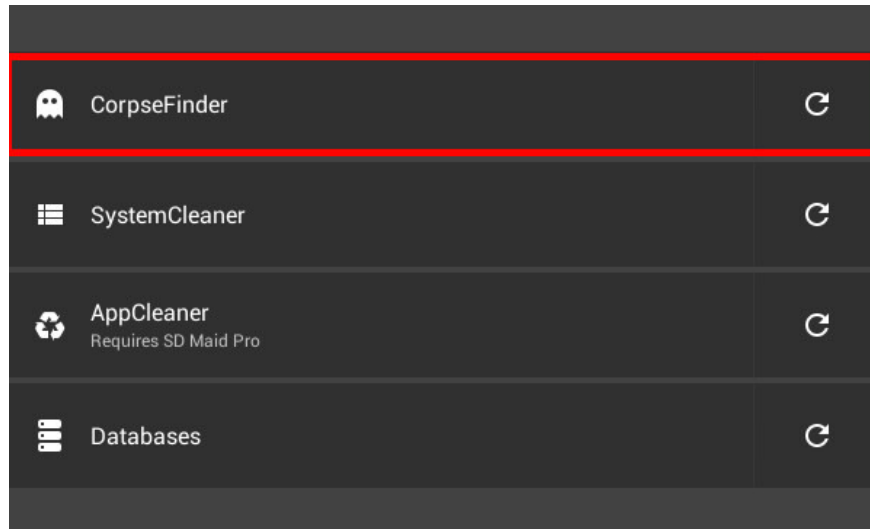 CorpseFinder
SystemCleaner
AppCleaner
Requires SD Maid Pro
Databases